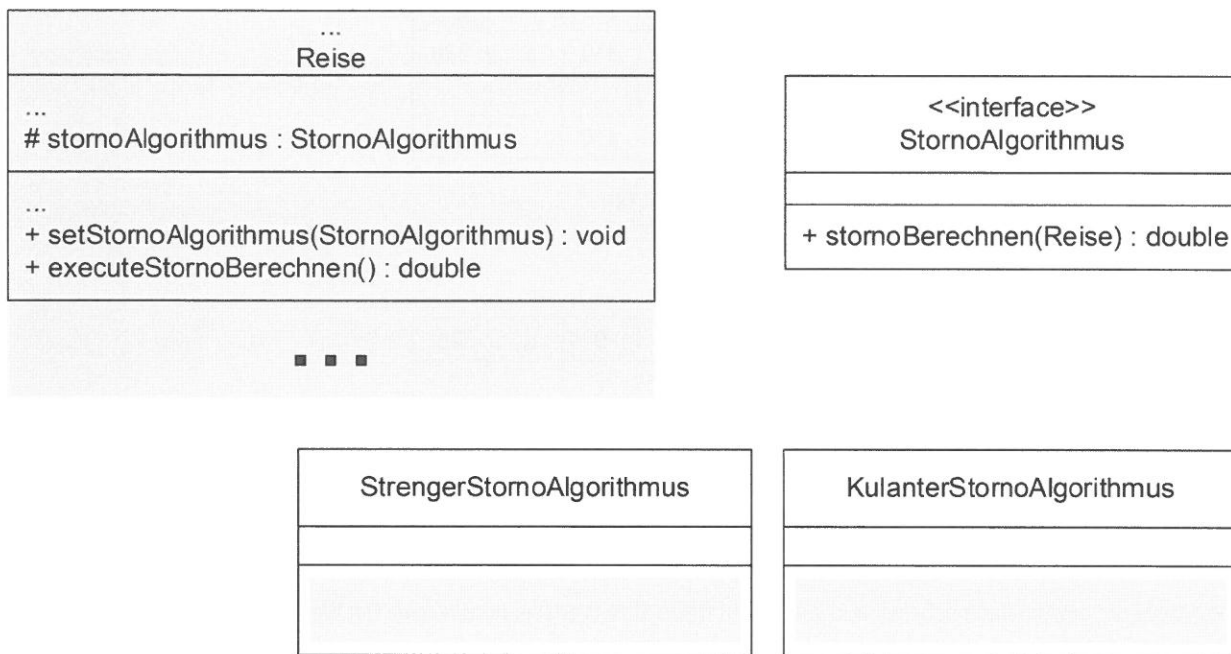 ...
Reise
...
# stornoAlgorithmus : StornoAlgorithmus
...
+ setStornoAlgorithmus(StornoAlgorithmus) : void
+ executeStornoBerechnen() : double
<<interface>>
StornoAlgorithmus
+ stornoBerechnen(Reise) : double
StrengerStornoAlgorithmus
KulanterStornoAlgorithmus